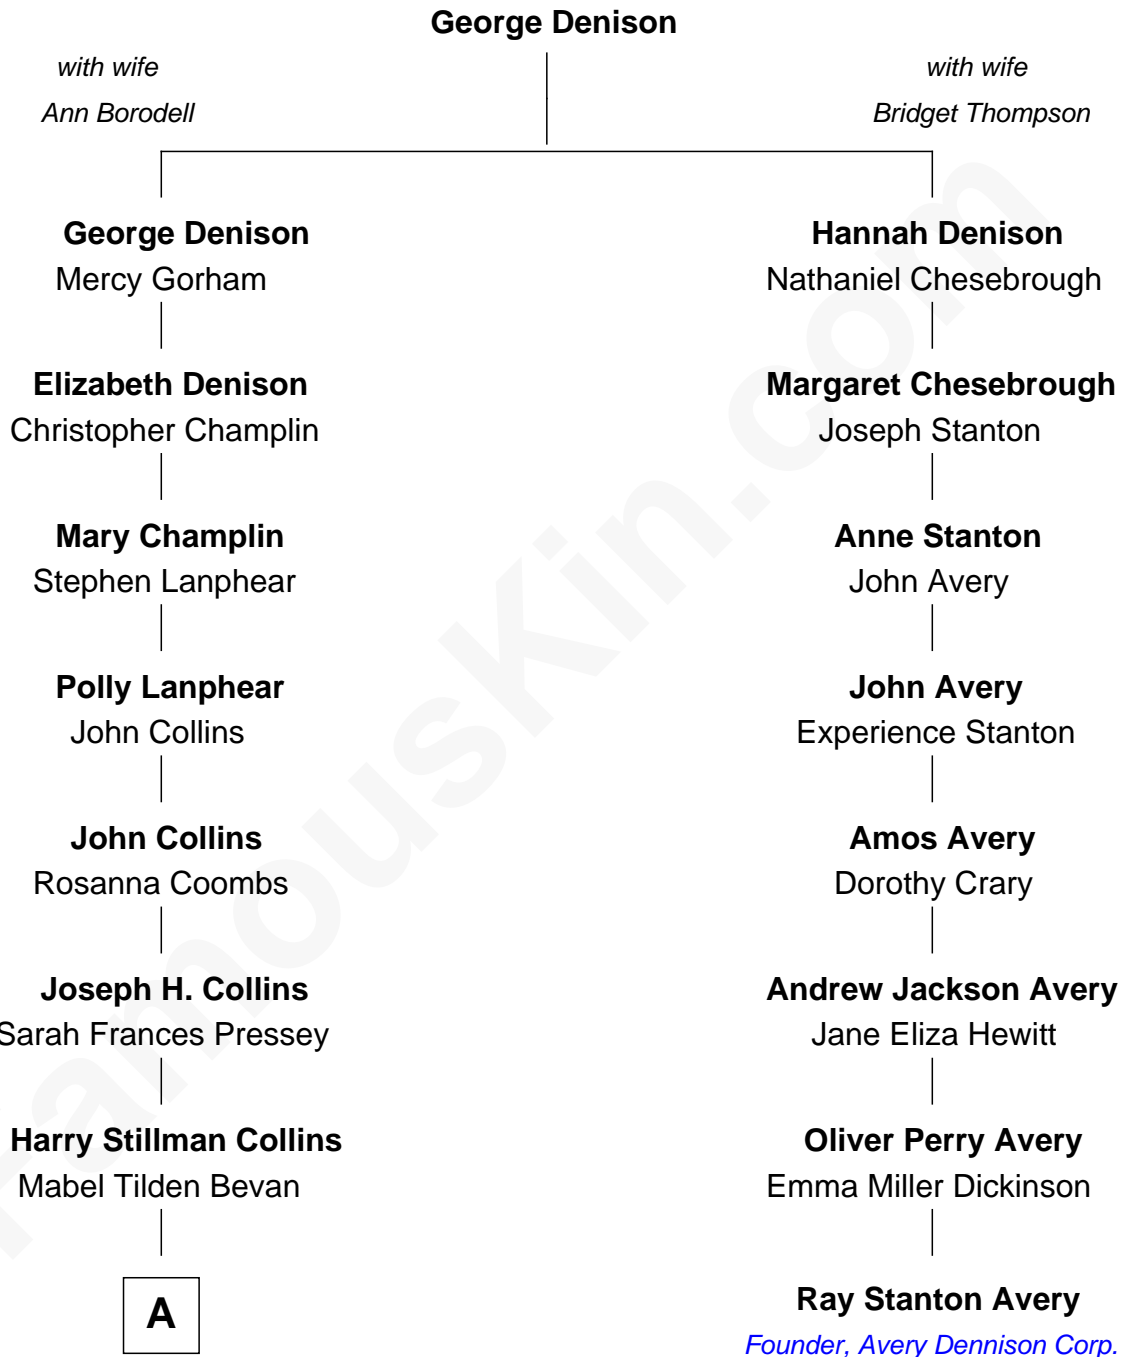 George Denison
with wife
Ann Borodell
with wife
Bridget Thompson
George Denison
Mercy Gorham
Hannah Denison
Nathaniel Chesebrough
Elizabeth Denison
Christopher Champlin
Margaret Chesebrough
Joseph Stanton
Mary Champlin
Stephen Lanphear
Anne Stanton
John Avery
Polly Lanphear
John Collins
John Avery
Experience Stanton
John Collins
Rosanna Coombs
Amos Avery
Dorothy Crary
Joseph H. Collins
Sarah Frances Pressey
Andrew Jackson Avery
Jane Eliza Hewitt
Harry Stillman Collins
Mabel Tilden Bevan
Oliver Perry Avery
Emma Miller Dickinson
A
Ray Stanton Avery
Founder, Avery Dennison Corp.
FamousKin.com